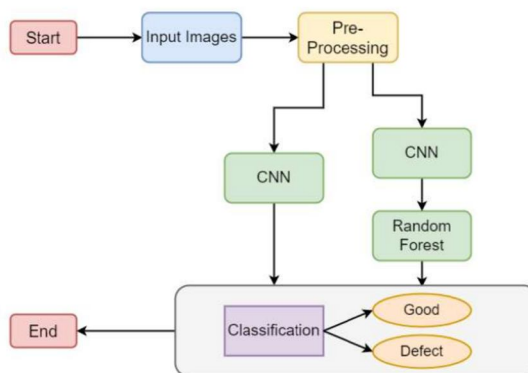 Start
Input Images
Pre-
Processing
CNN
CNN
Random
Forest
Classification
Good
Defect
End